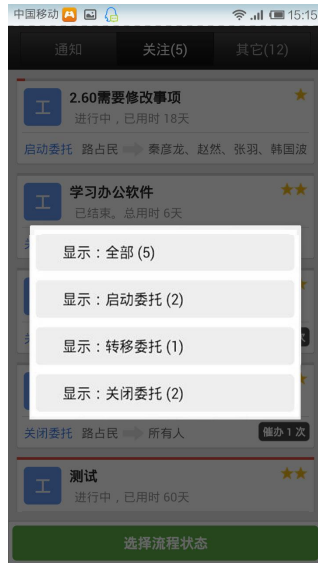 中国移动 15:15
通知 关注(5) 其它(12)
工 2.60需要修改事项
进行中，已用时 18天
启动委托 路占民 秦彦龙、赵然、张羽、韩国波
工 学习办公软件
已结束。总用时 6天
显示：全部 (5)
显示：启动委托 (2)
显示：转移委托 (1)
显示：关闭委托 (2)
关闭委托 路占民 所有人 催办 1 次
工 测试
进行中，已用时 60天
选择流程状态